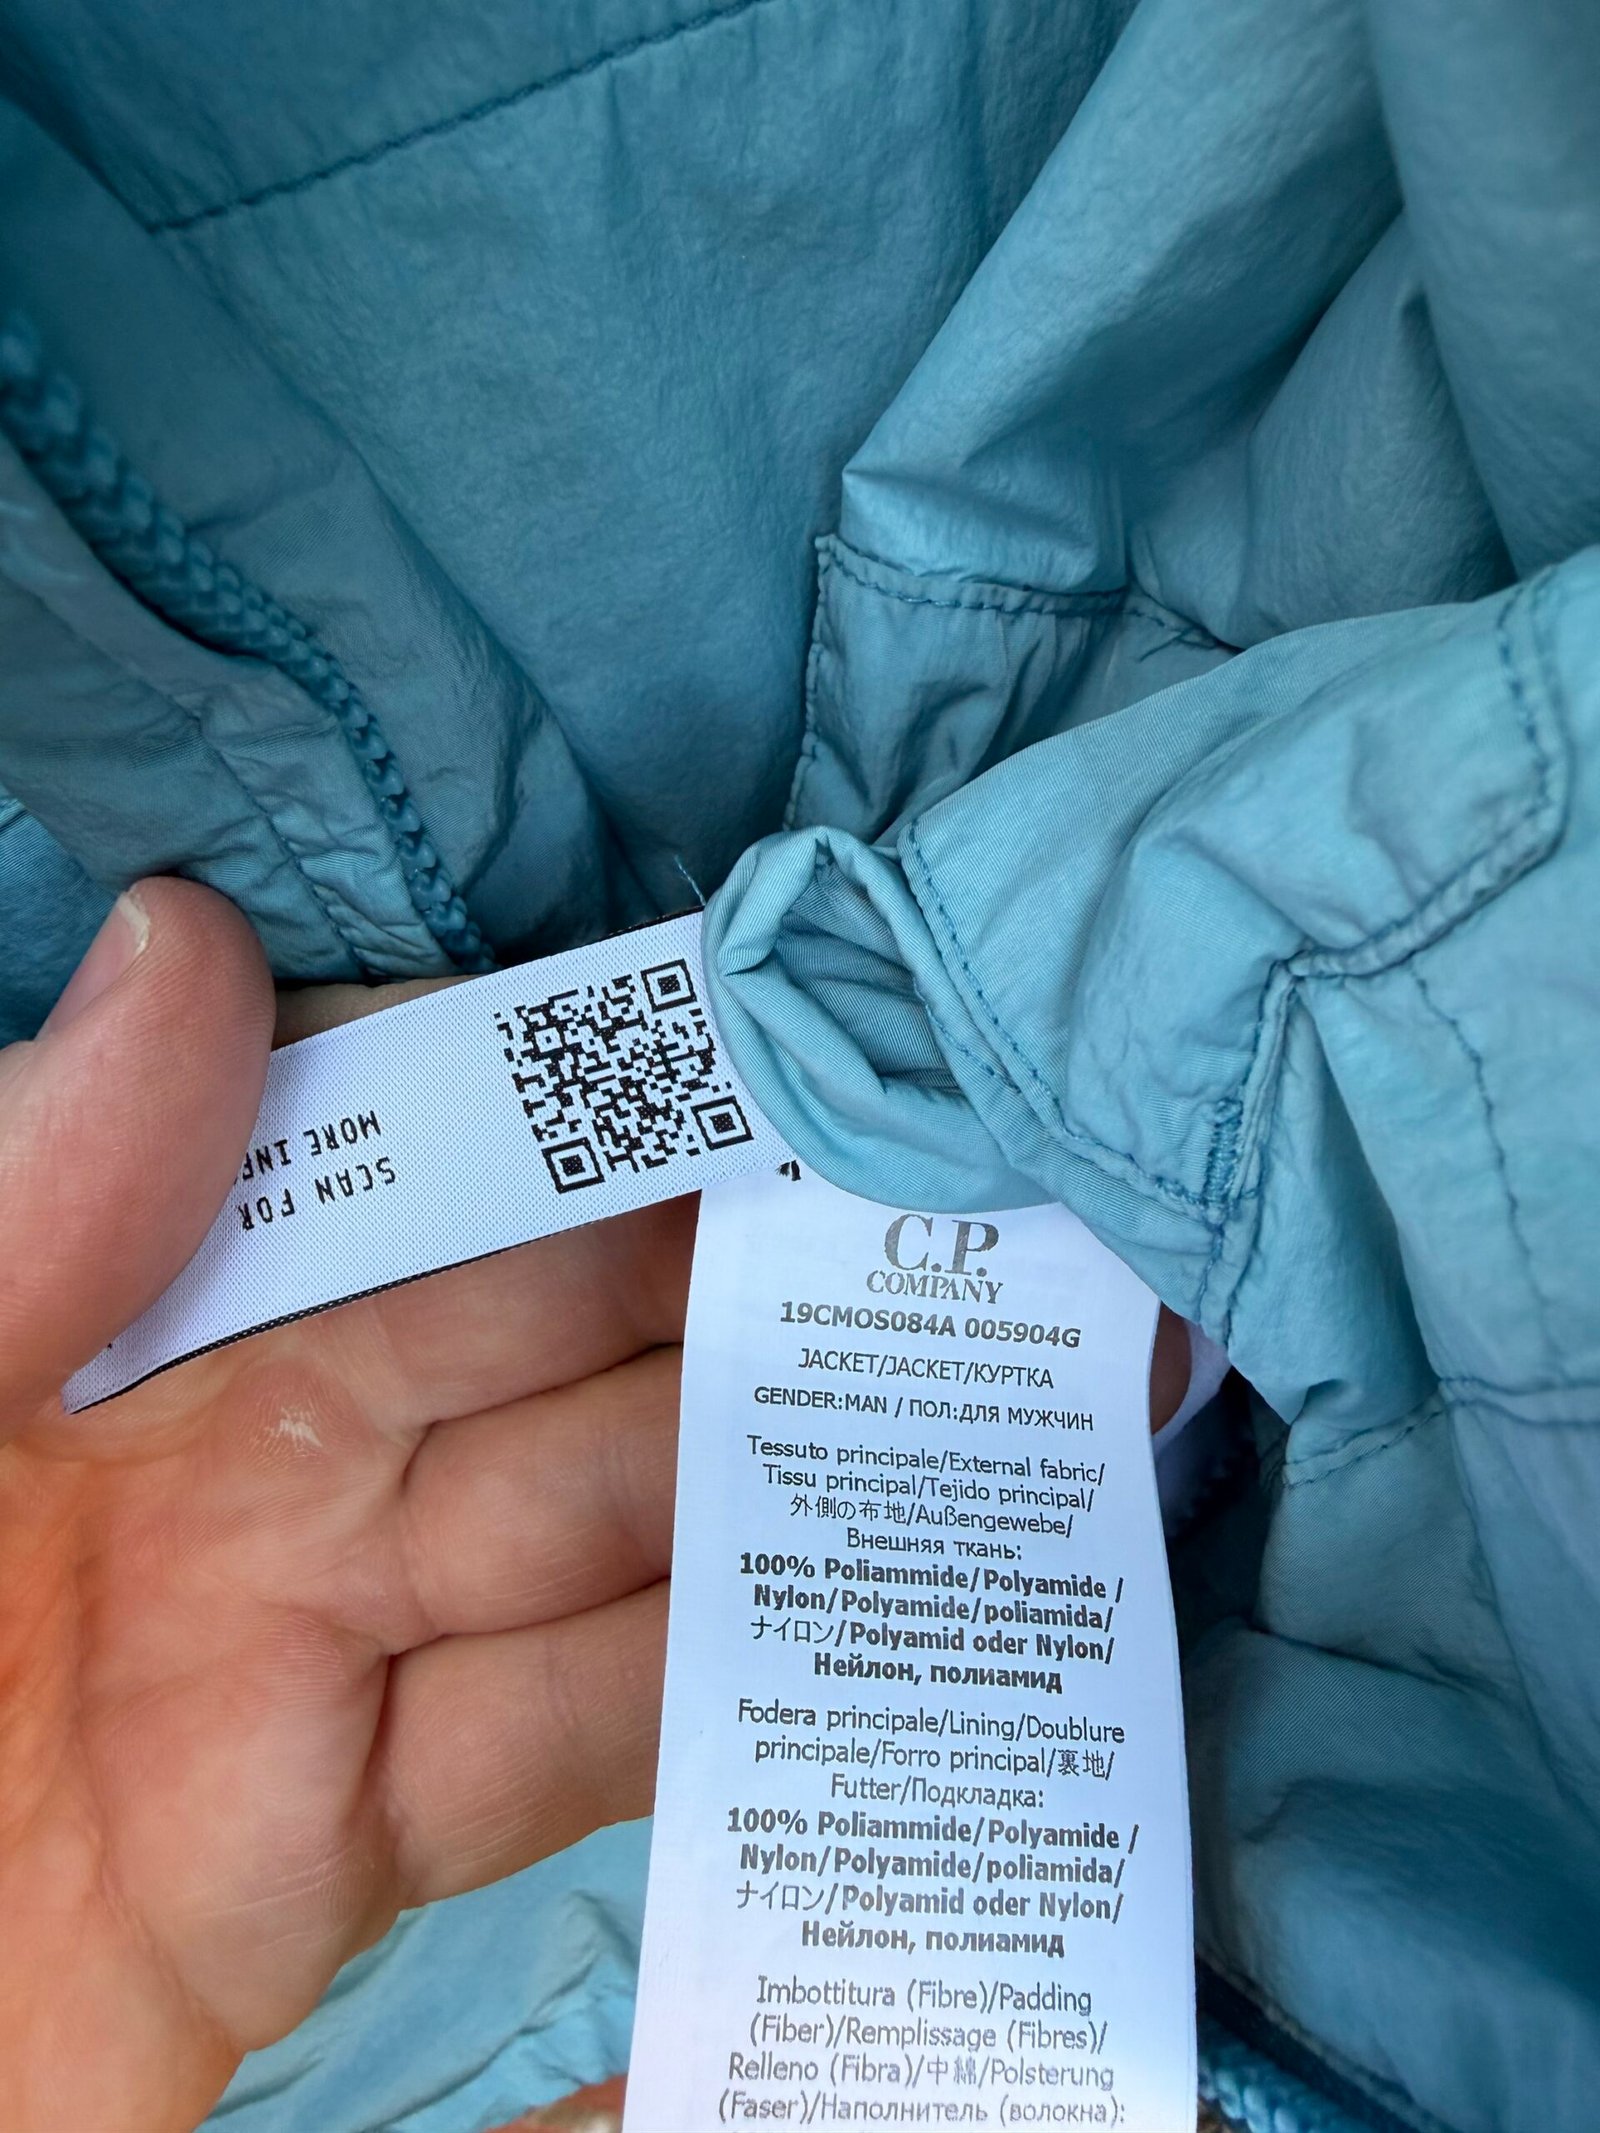 SCAN FOR
MORE INF
C.P.
COMPANY
19CMOS084A 005904G
JACKET/JACKET/КУРТКА
GENDER:MAN / ПОЛ:ДЛЯ МУЖЧИН
Tessuto principale/External fabric/
Tissu principal/Tejido principal/
外側の布地/Außengewebe/
Внешняя ткань:
100% Poliammide/Polyamide /
Nylon/Polyamide/poliamida/
ナイロン/Polyamid oder Nylon/
Нейлон, полиамид
Fodera principale/Lining/Doublure
principale/Forro principal/裏地/
Futter/Подкладка:
100% Poliammide/Polyamide /
Nylon/Polyamide/poliamida/
ナイロン/Polyamid oder Nylon/
Нейлон, полиамид
Imbottitura (Fibre)/Padding
(Fiber)/Remplissage (Fibres)/
Relleno (Fibra)/中綿/Polsterung
(Faser)/Наполнитель (волокна):